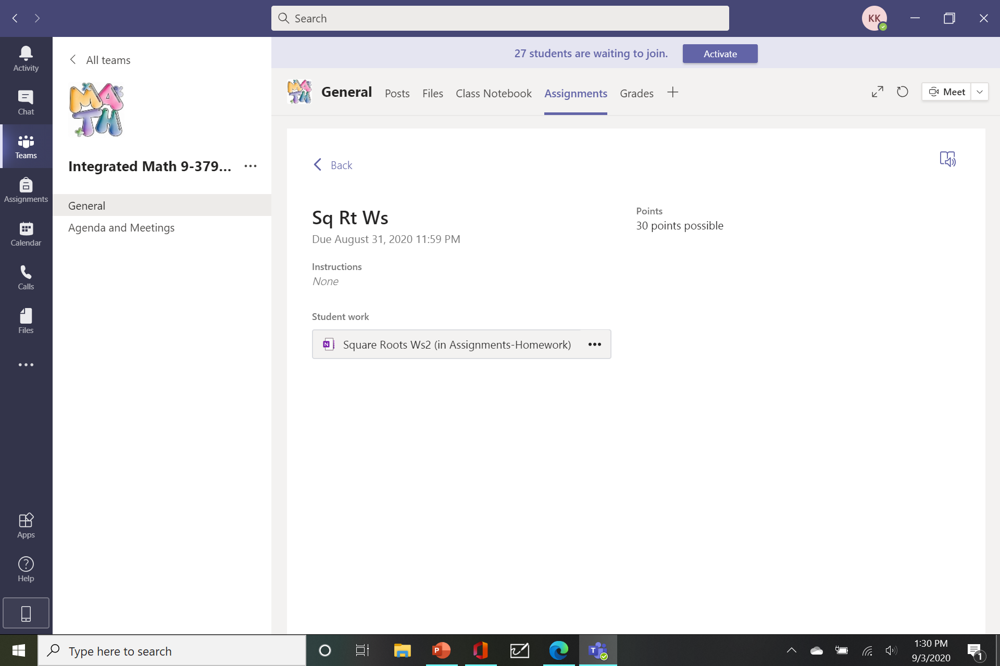 Search
KK
Activity
Chat
Teams
Assignments
Calendar
Calls
Files
Apps
Help
All teams
MATH
Integrated Math 9-379...
General
Agenda and Meetings
27 students are waiting to join.
Activate
MATH
General
Posts
Files
Class Notebook
Assignments
Grades
Meet
Back
Sq Rt Ws
Due August 31, 2020 11:59 PM
Points
30 points possible
Instructions
None
Student work
N
Square Roots Ws2 (in Assignments-Homework)
Type here to search
P
T
1:30 PM
9/3/2020
1